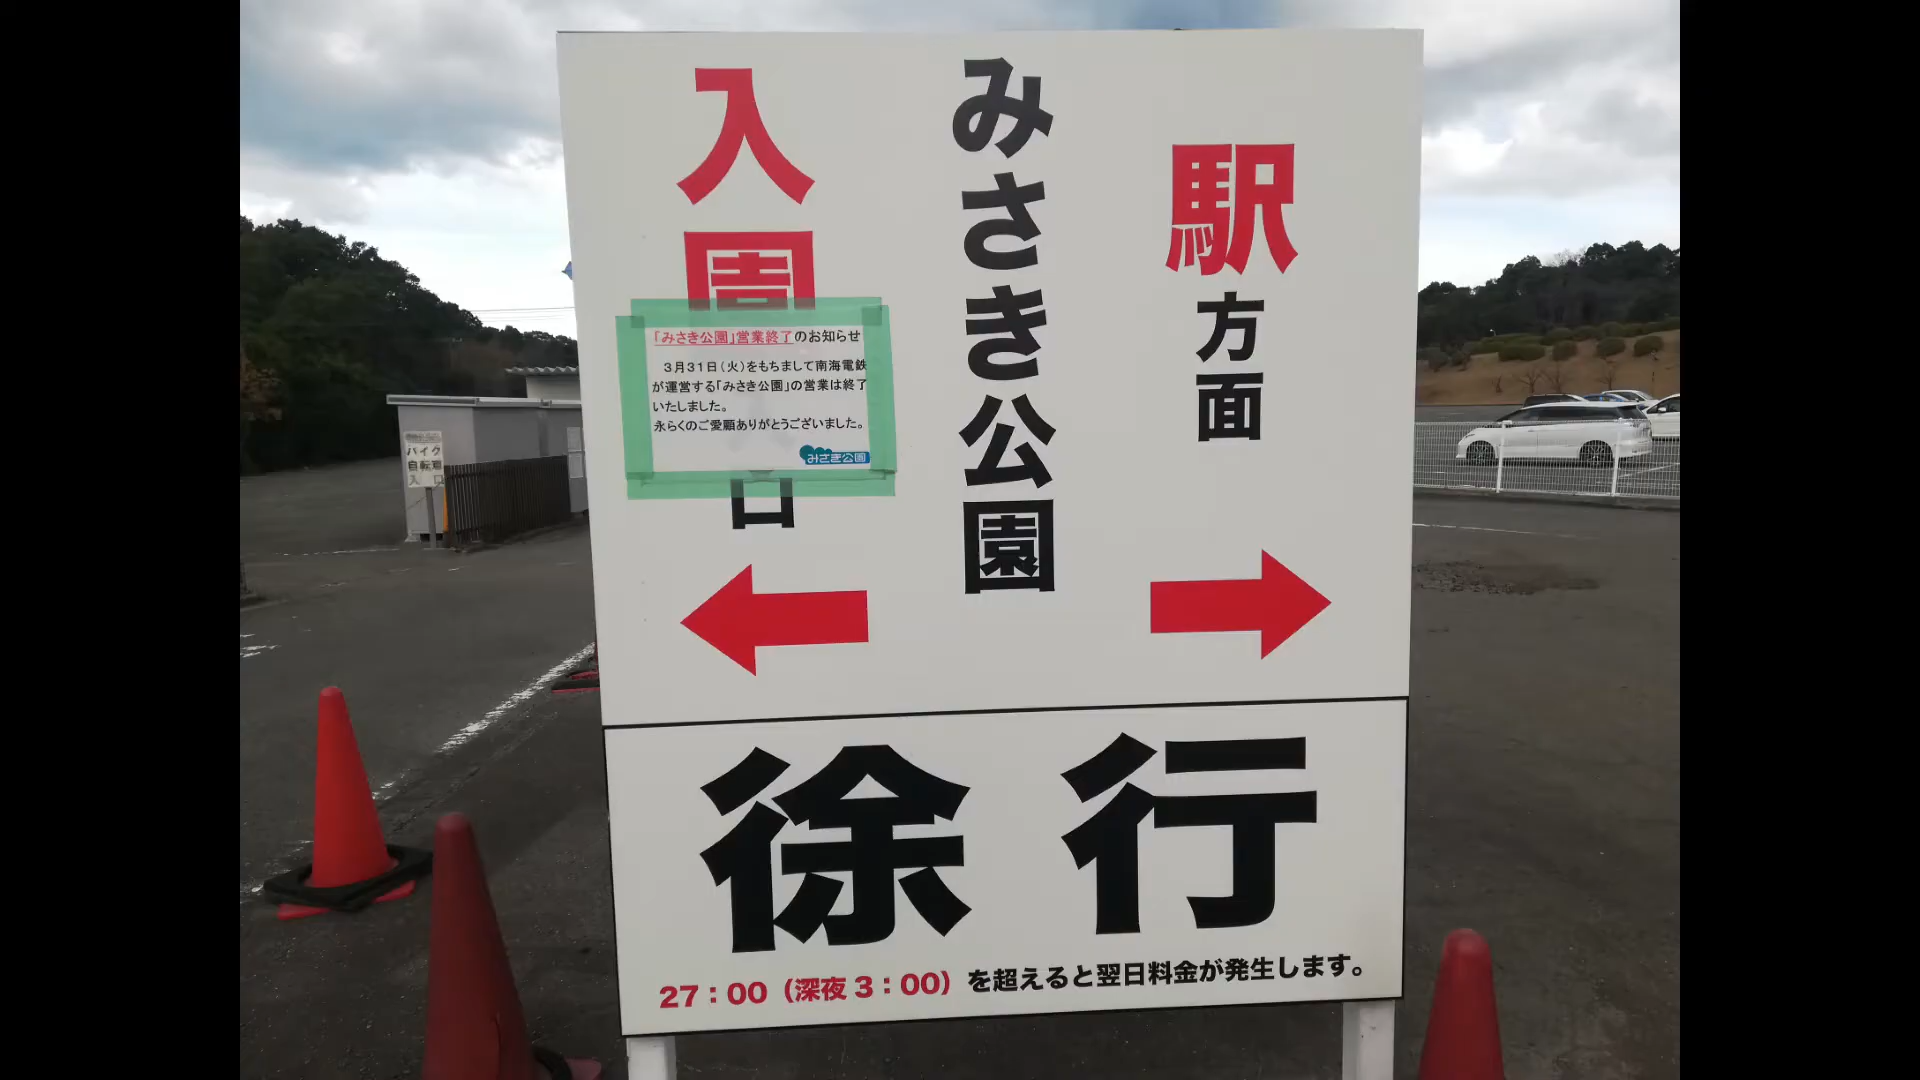 駅方面
みさき公園
入園
口
「みさき公園」営業終了のお知らせ
3月31日(火)をもちまして南海電鉄
が運営する「みさき公園」の営業は終了
いたしました。
永らくのご愛顧ありがとうございました。
みさき公園
徐行
27:00(深夜3:00)を超えると翌日料金が発生します。
バイク
自転車
入口